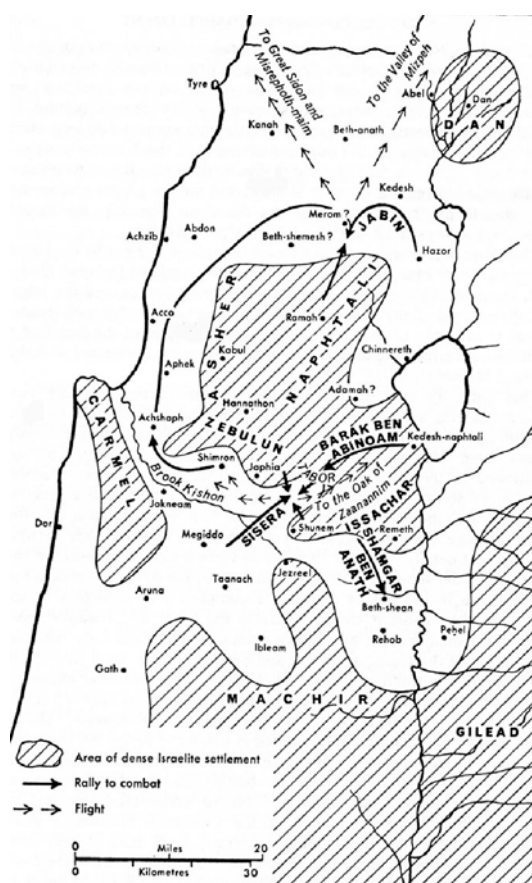 To Great Sidon and
Misrephoth-maim
To the Valley of
Mizpeh
Tyre
Abel
Dan
DAN
Kanah
Beth-anath
Kedesh
Merom?
JABIN
Achzib
Abdon
Beth-shemesh?
Hazor
ASHER
NAPHTALI
Ramah
Acco
Chinnereth
Kabul
Aphek
Adamah?
Hannathon
CARMEL
Achshaph
ZEBULUN
BARAK BEN
ABINOAM
Kedesh-naphtali
Shimron
Japhia
TABOR
To the Oak of
Zaanannim
Brook Kishon
Jokneam
SISERA
ISSACHAR
Dor
Shunem
Remeth
Megiddo
SHAMGAR
BEN
ANATH
Jezreel
Taanach
Aruna
Beth-shean
Ibleam
Rehob
Pehel
Gath
MACHIR
GILEAD
Area of dense Israelite settlement
Rally to combat
Flight
0 Miles 20
0 Kilometres 30